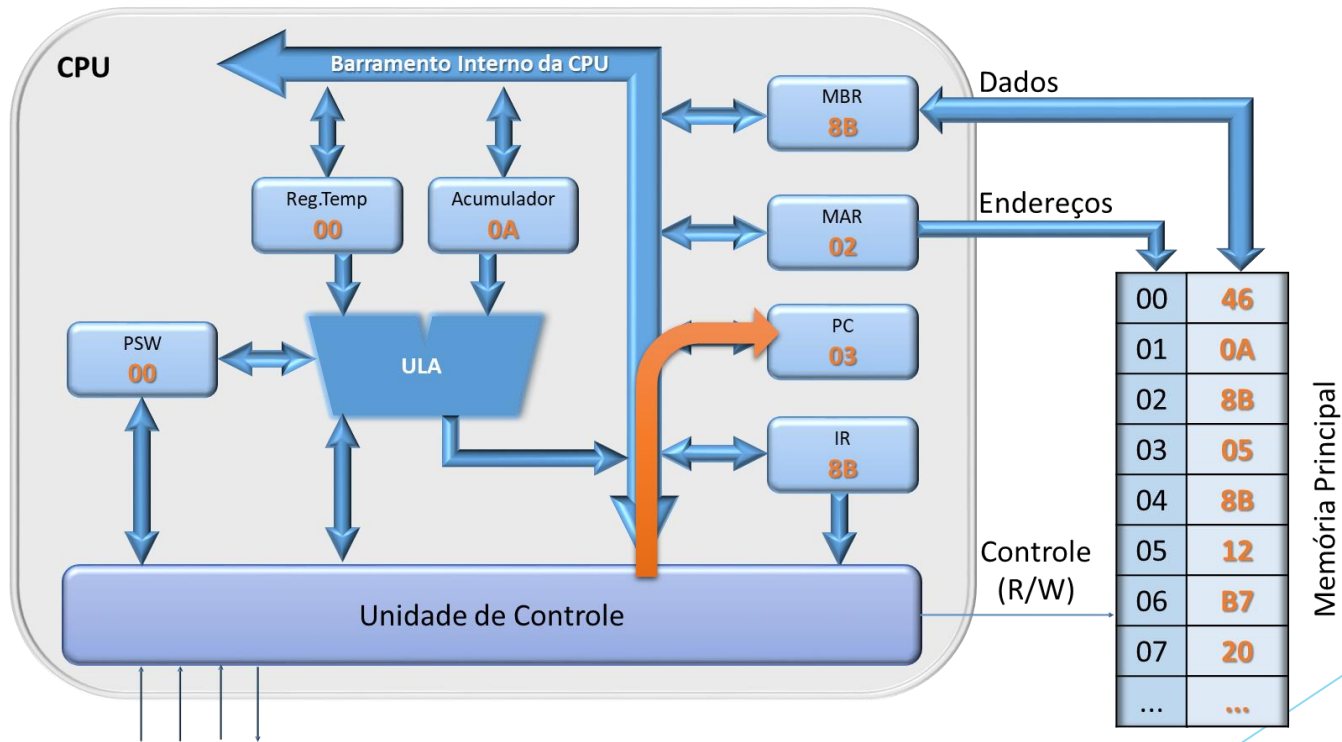 CPU
Barramento Interno da CPU
MBR
8B
Dados
Reg.Temp
00
Acumulador
0A
MAR
02
Endereços
PSW
00
ULA
PC
03
IR
8B
Unidade de Controle
Controle
(R/W)
00 46
01 0A
02 8B
03 05
04 8B
05 12
06 B7
07 20
... ...
Memória Principal